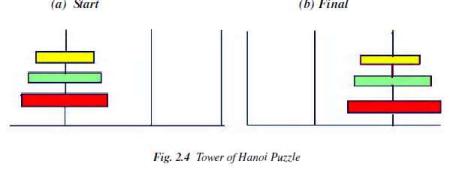 (a) Start
(b) Final
Fig. 2.4 Tower of Hanoi Puzzle